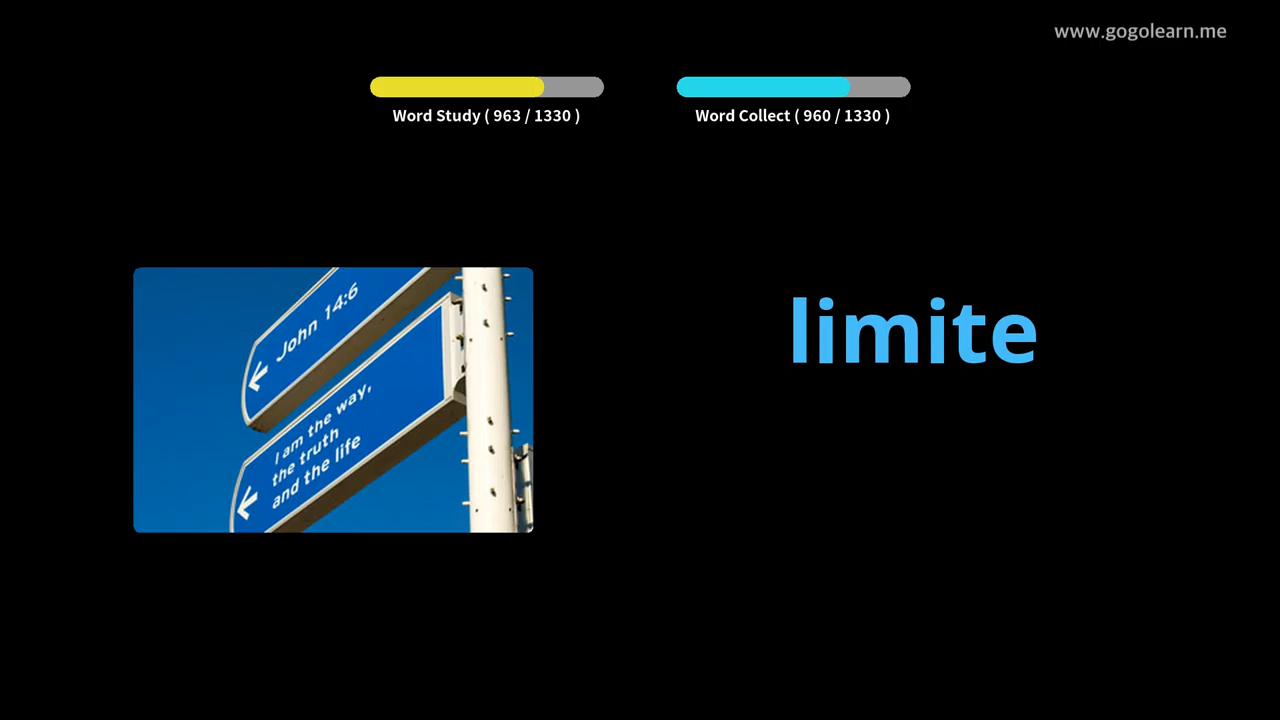 www.gogolearn.me
Word Study ( 963 / 1330 )
Word Collect ( 960 / 1330 )
John 14:6
I am the way,
the truth
and the life
limite